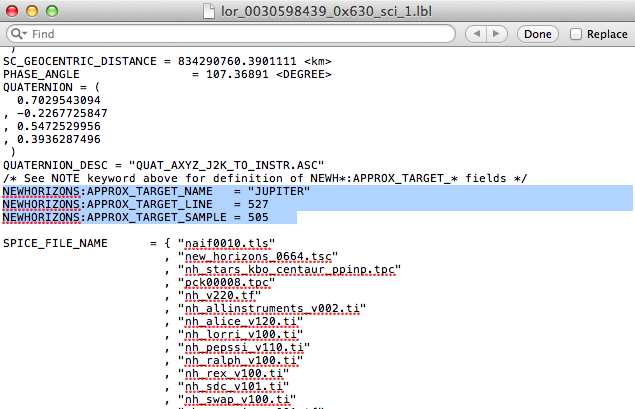 lor_0030598439_0x630_sci_1.lbl
Find
Done
Replace
)
SC_GEOCENTRIC_DISTANCE = 834290760.3901111 <km>
PHASE_ANGLE = 107.36891 <DEGREE>
QUATERNION = (
0.7029543094
, -0.2267725847
, 0.5472529956
, 0.3936287496
)
QUATERNION_DESC = "QUAT_AXYZ_J2K_TO_INSTR.ASC"
/* See NOTE keyword above for definition of NEWH*:APPROX_TARGET_* fields */
NEWHORIZONS:APPROX_TARGET_NAME = "JUPITER"
NEWHORIZONS:APPROX_TARGET_LINE = 527
NEWHORIZONS:APPROX_TARGET_SAMPLE = 505
SPICE_FILE_NAME = { "naif0010.tls"
, "new_horizons_0664.tsc"
, "nh_stars_kbo_centaur_ppinp.tpc"
, "pck00008.tpc"
, "nh_v220.tf"
, "nh_allinstruments_v002.ti"
, "nh_alice_v120.ti"
, "nh_lorri_v100.ti"
, "nh_pepssi_v110.ti"
, "nh_ralph_v100.ti"
, "nh_rex_v100.ti"
, "nh_sdc_v101.ti"
, "nh_swap_v100.ti"